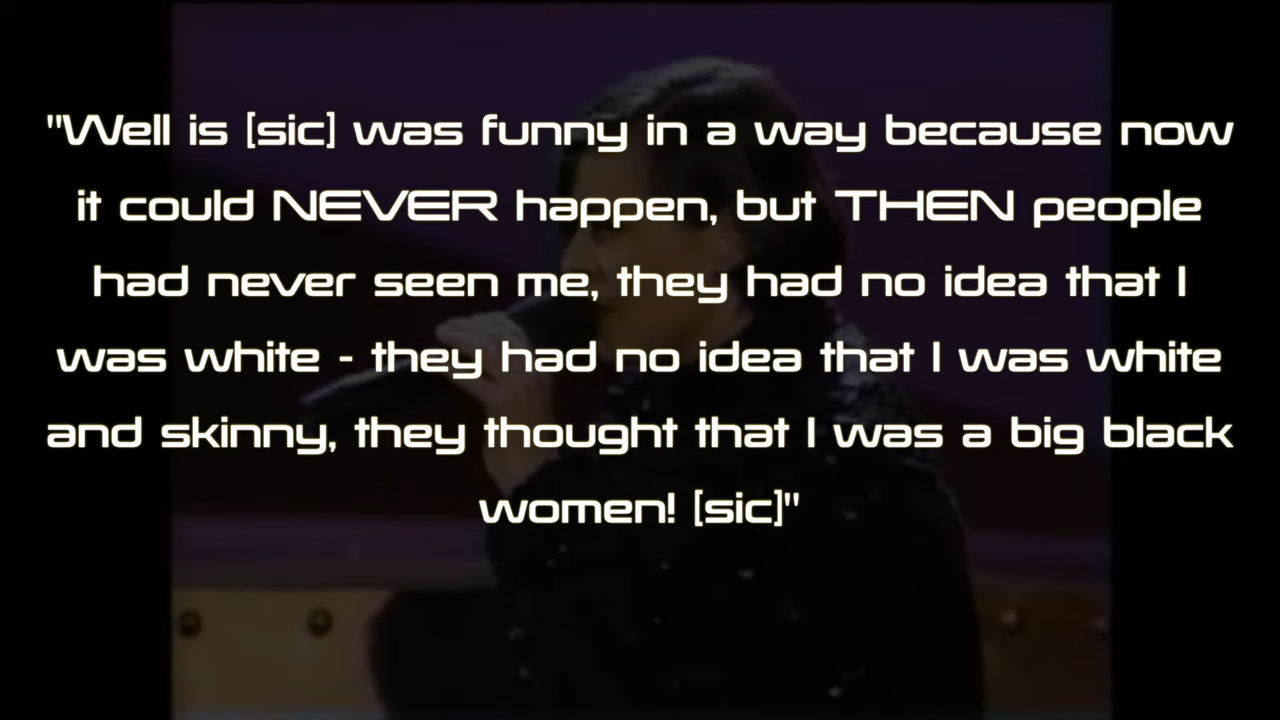 "Well is [sic] was funny in a way because now
it could NEVER happen, but THEN people
had never seen me, they had no idea that I
was white - they had no idea that I was white
and skinny, they thought that I was a big black
women! [sic]"